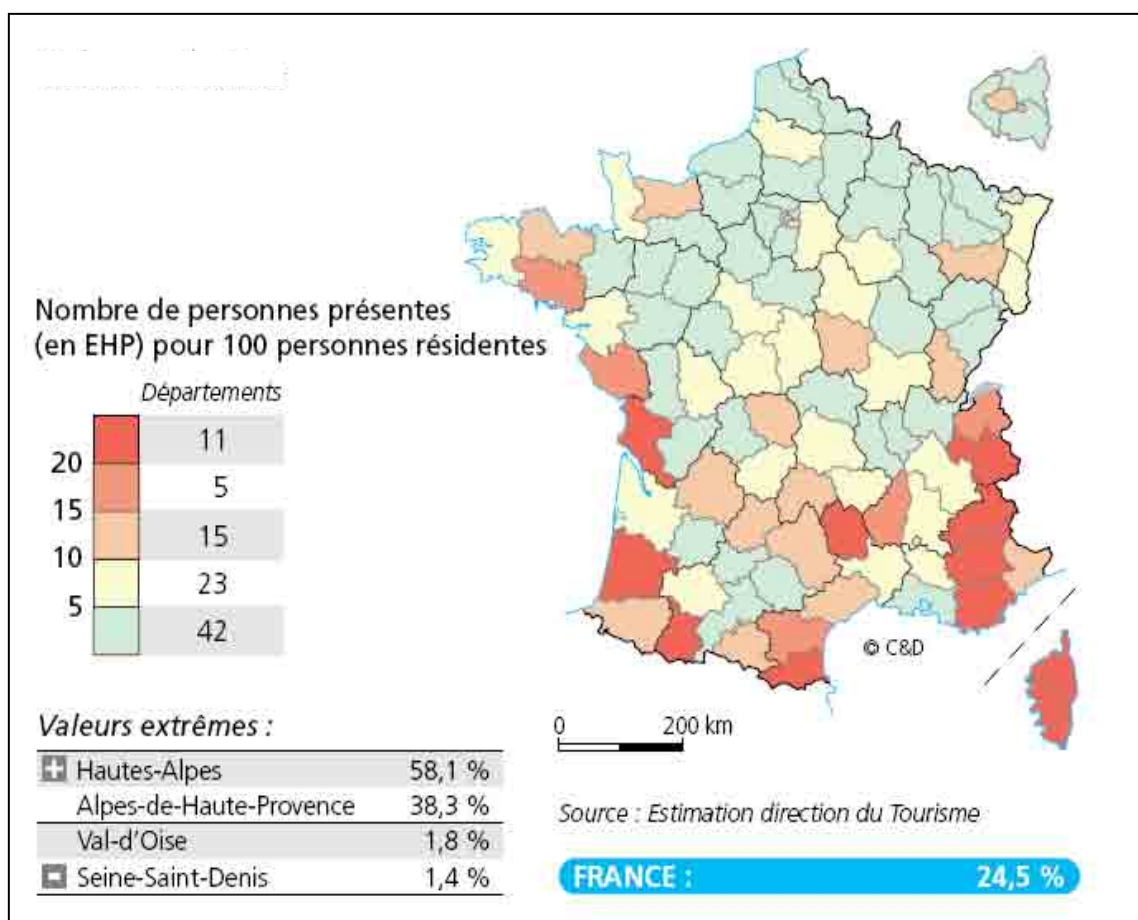 Nombre de personnes présentes
(en EHP) pour 100 personnes résidentes
Départements
11
20
5
15
15
10
23
5
42
© C&D
0 200 km
Valeurs extrêmes :
+ Hautes-Alpes 58,1 %
Alpes-de-Haute-Provence 38,3 %
Val-d'Oise 1,8 %
- Seine-Saint-Denis 1,4 %
Source : Estimation direction du Tourisme
FRANCE : 24,5 %